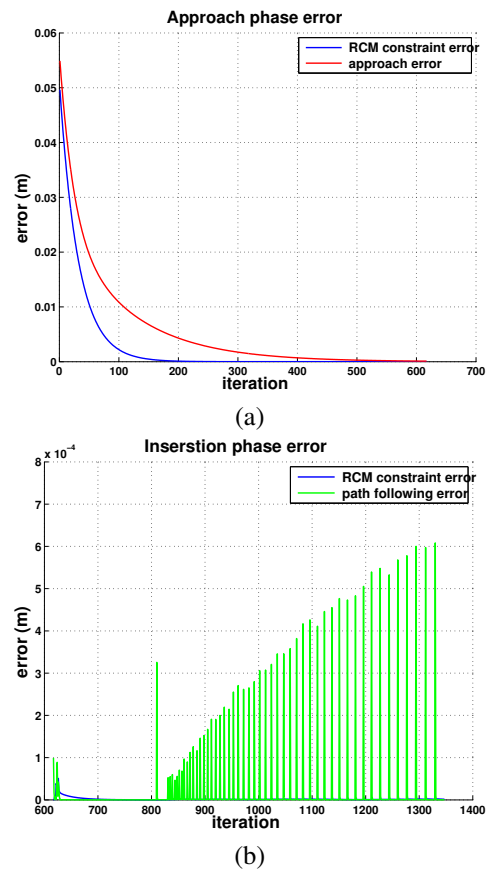 Approach phase error
RCM constraint error
approach error
0.06
0.05
0.04
0.03
0.02
0.01
0
error (m)
0 100 200 300 400 500 600 700
iteration
(a)
Inserstion phase error
x 10⁻⁴
RCM constraint error
path following error
8
7
6
5
4
3
2
1
0
error (m)
600 700 800 900 1000 1100 1200 1300 1400
iteration
(b)